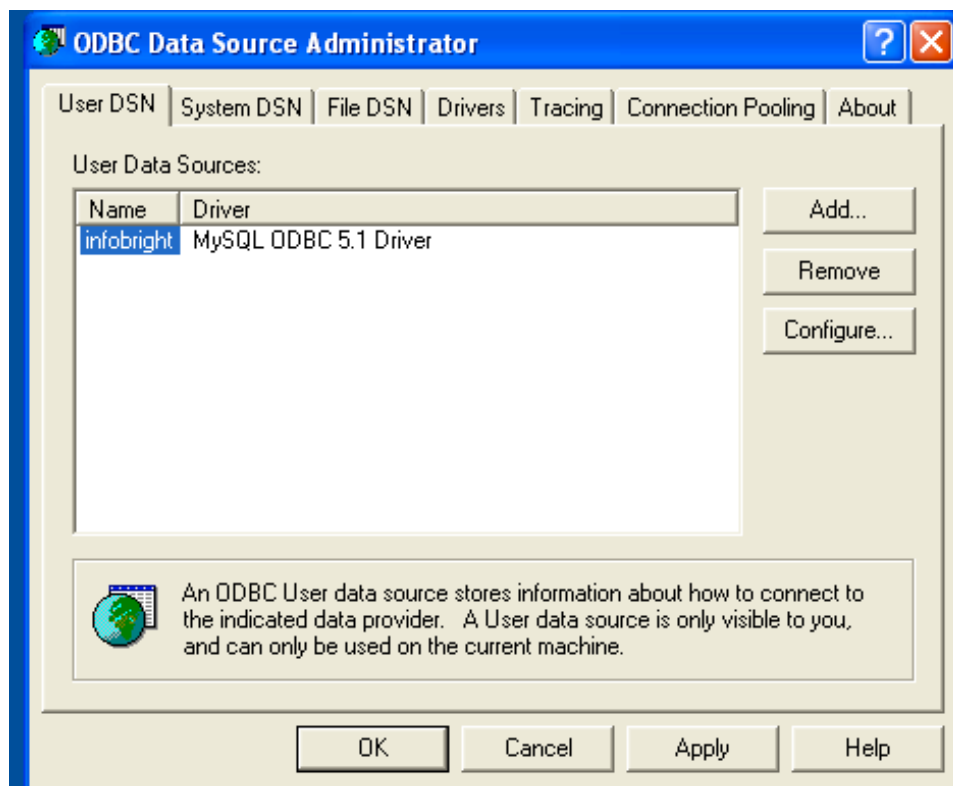 ODBC Data Source Administrator
User DSN System DSN File DSN Drivers Tracing Connection Pooling About
User Data Sources:
Name Driver
infobright MySQL ODBC 5.1 Driver
Add...
Remove
Configure...
An ODBC User data source stores information about how to connect to
the indicated data provider. A User data source is only visible to you,
and can only be used on the current machine.
OK Cancel Apply Help